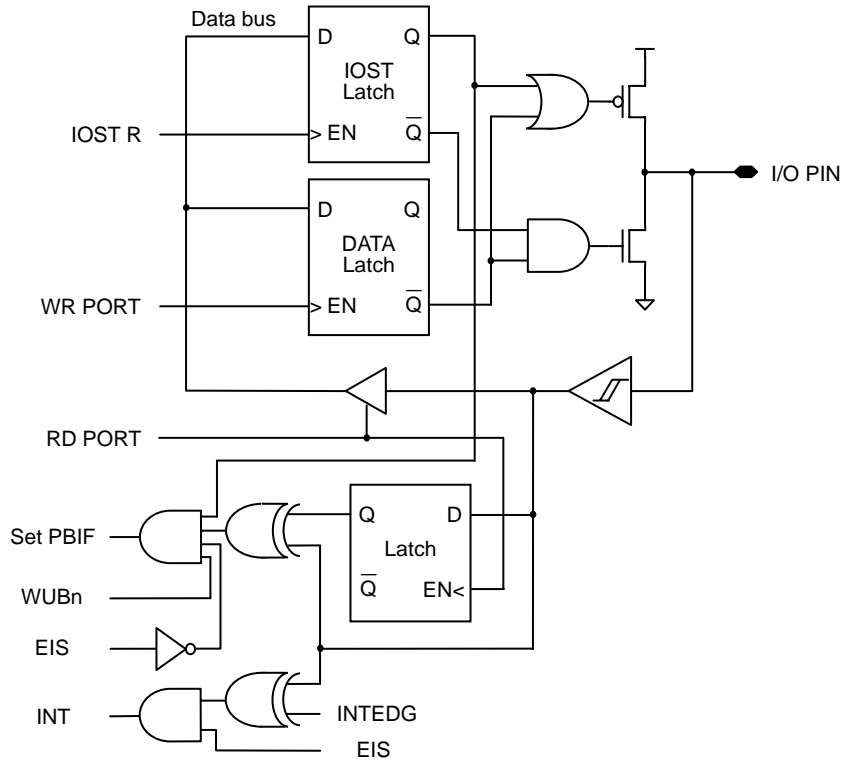 Data bus
D Q
IOST
Latch
IOST R
> EN Q
I/O PIN
D Q
DATA
Latch
WR PORT
> EN Q
RD PORT
Q D
Latch
Q EN<
Set PBIF
WUBn
EIS
INT
INTEDG
EIS